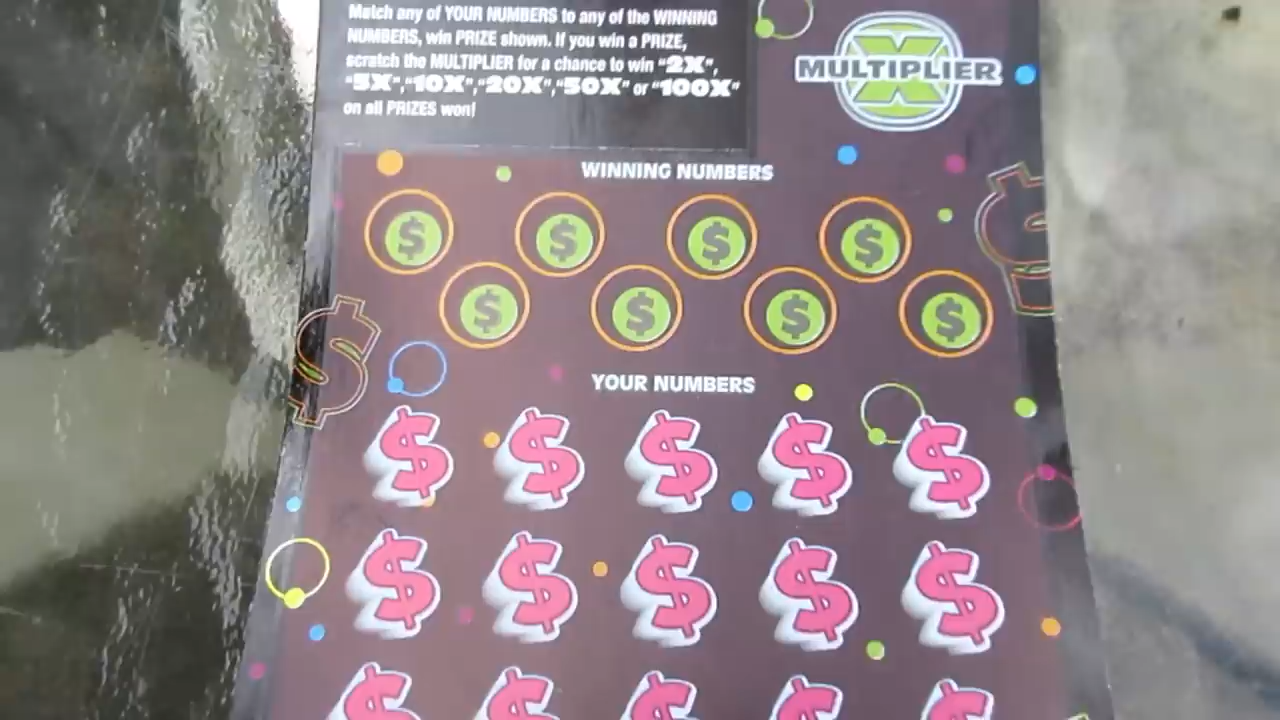 Match any of YOUR NUMBERS to any of the WINNING
NUMBERS, win PRIZE shown. If you win a PRIZE,
scratch the MULTIPLIER for a chance to win "2X",
"5X","10X","20X","50X" or "100X"
on all PRIZES won!
X
MULTIPLIER
WINNING NUMBERS
$ $ $ $
$ $ $ $
YOUR NUMBERS
$ $ $ $ $
$ $ $ $ $
$ $ $ $ $